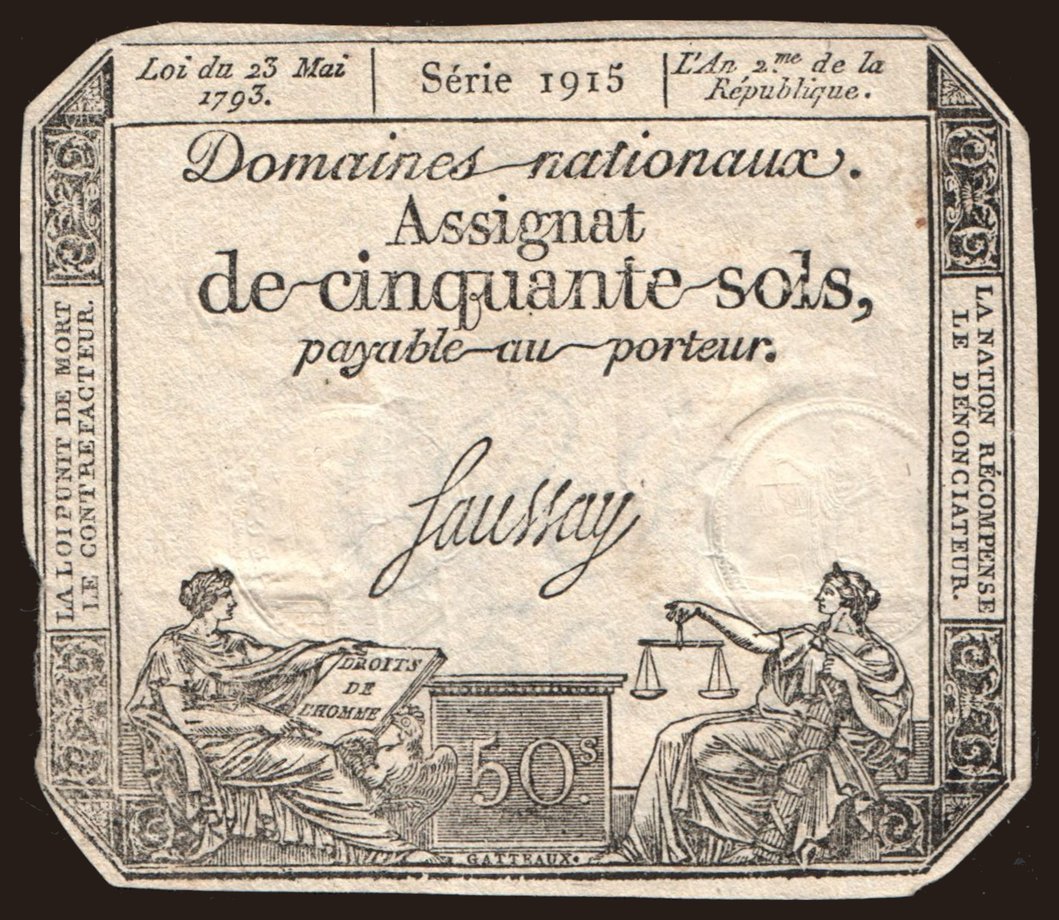 Loi du 23 Mai
1793.
Série 1915
L'An 2.me de la
République.
Domaines nationaux.
Assignat
de cinquante sols,
payable au porteur.
LA LOI PUNIT DE MORT
LE CONTREFACTEUR.
LA NATION RÉCOMPENSE
LE DÉNONCIATEUR.
Saussay
DROITS
DE
L'HOMME
50.s
GATTEAUX.